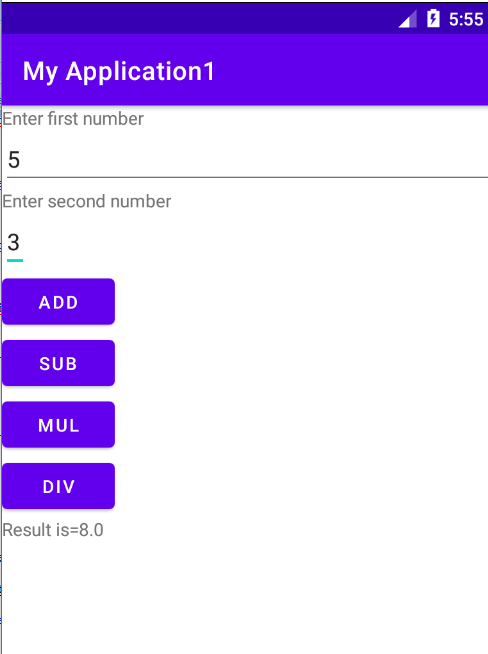 5:55
My Application1
Enter first number
5
Enter second number
3
ADD
SUB
MUL
DIV
Result is=8.0